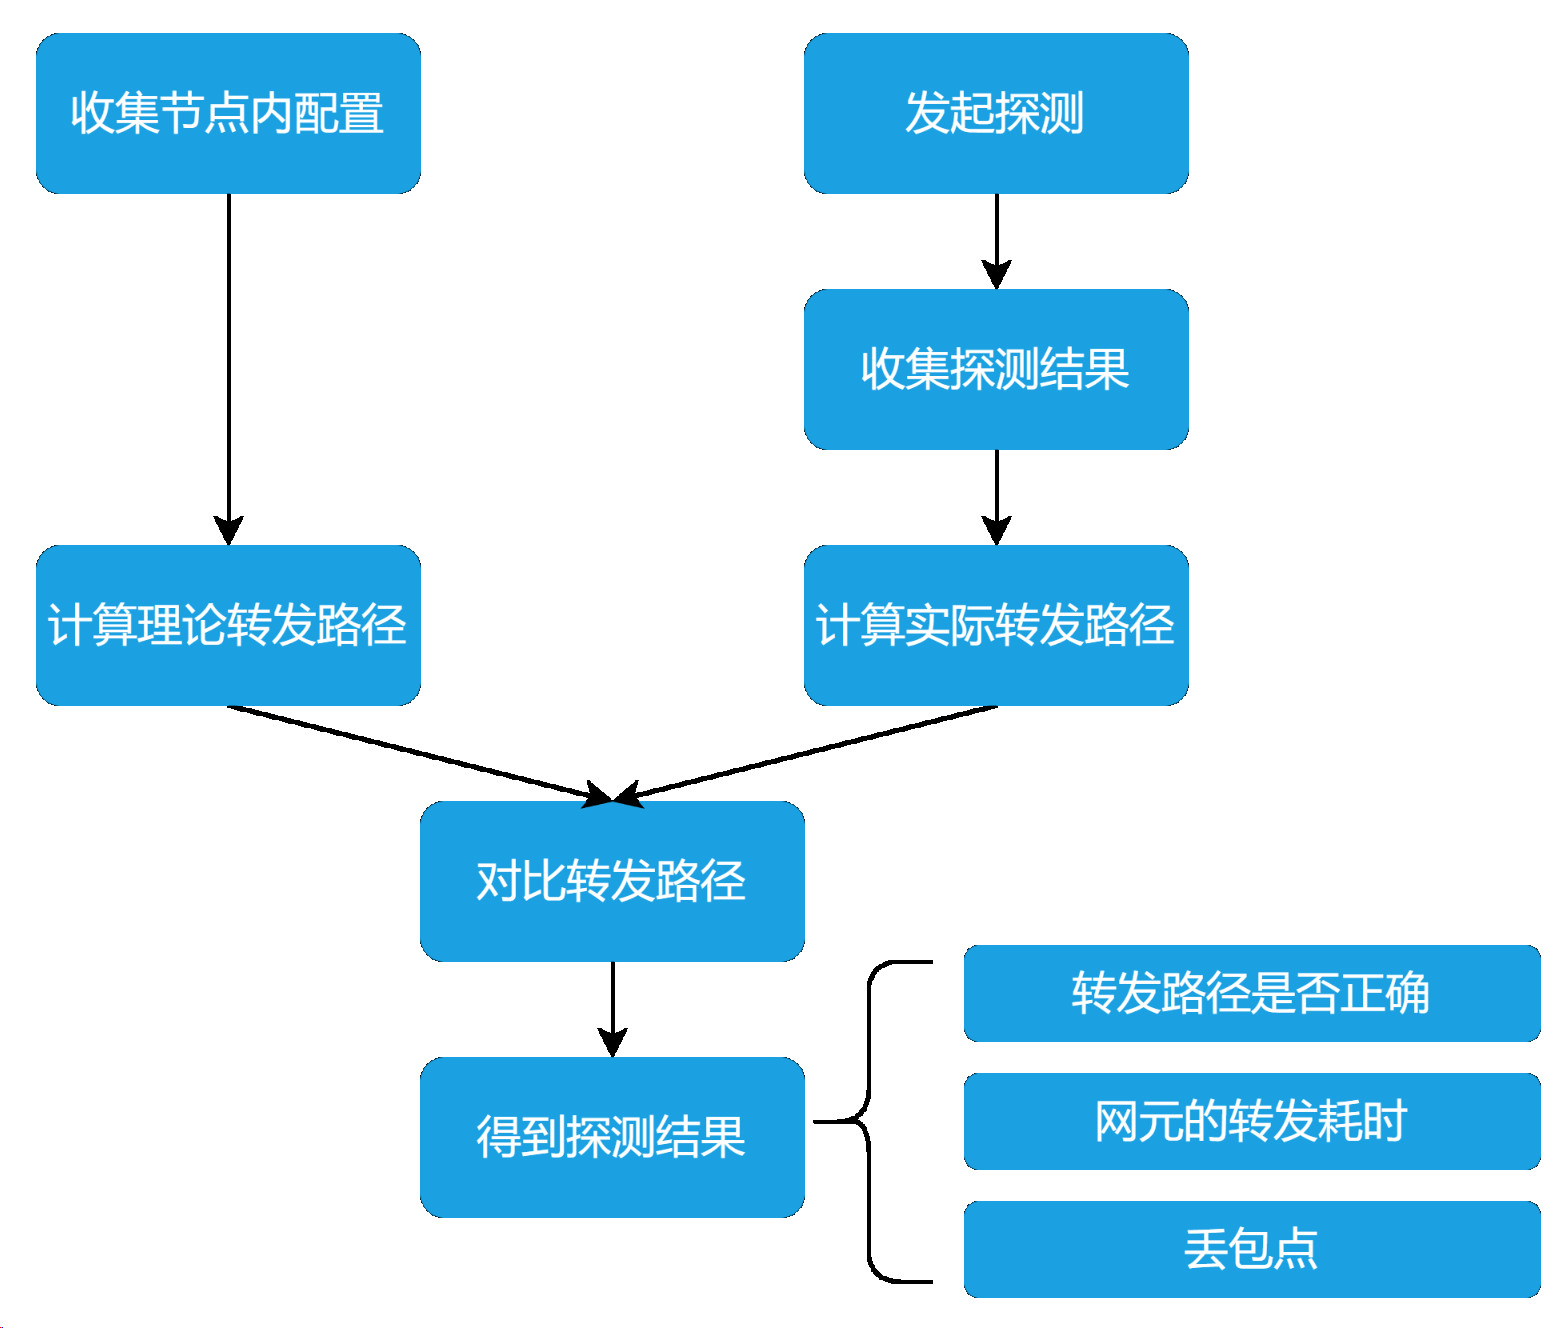 收集节点内配置
发起探测
收集探测结果
计算理论转发路径
计算实际转发路径
对比转发路径
得到探测结果
转发路径是否正确
网元的转发耗时
丢包点